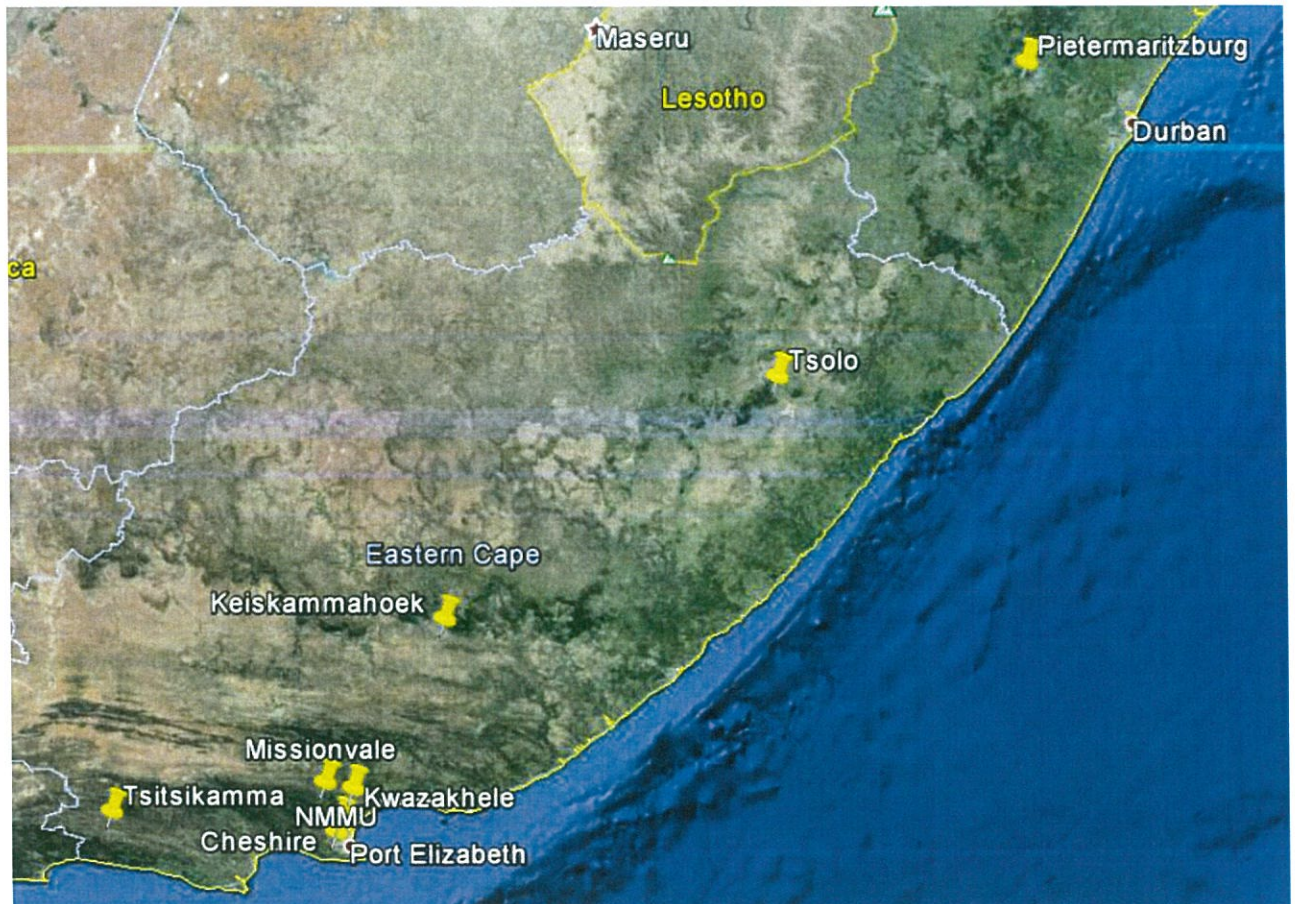 Maseru
Pietermaritzburg
Lesotho
Durban
ca
Tsolo
Eastern Cape
Keiskammahoek
Missionvale
Tsitsikamma
Kwazakhele
NMMU
Cheshire
Port Elizabeth